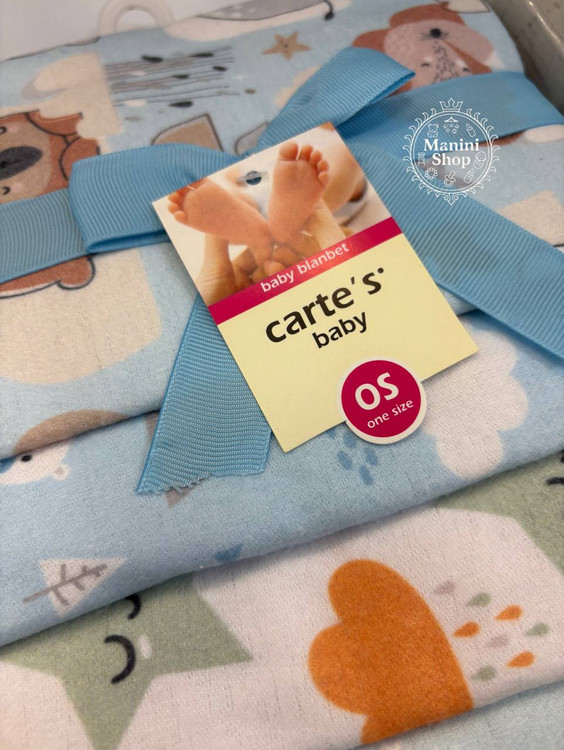 Manini
Shop
baby blanbet
carte's
baby
OS
one size